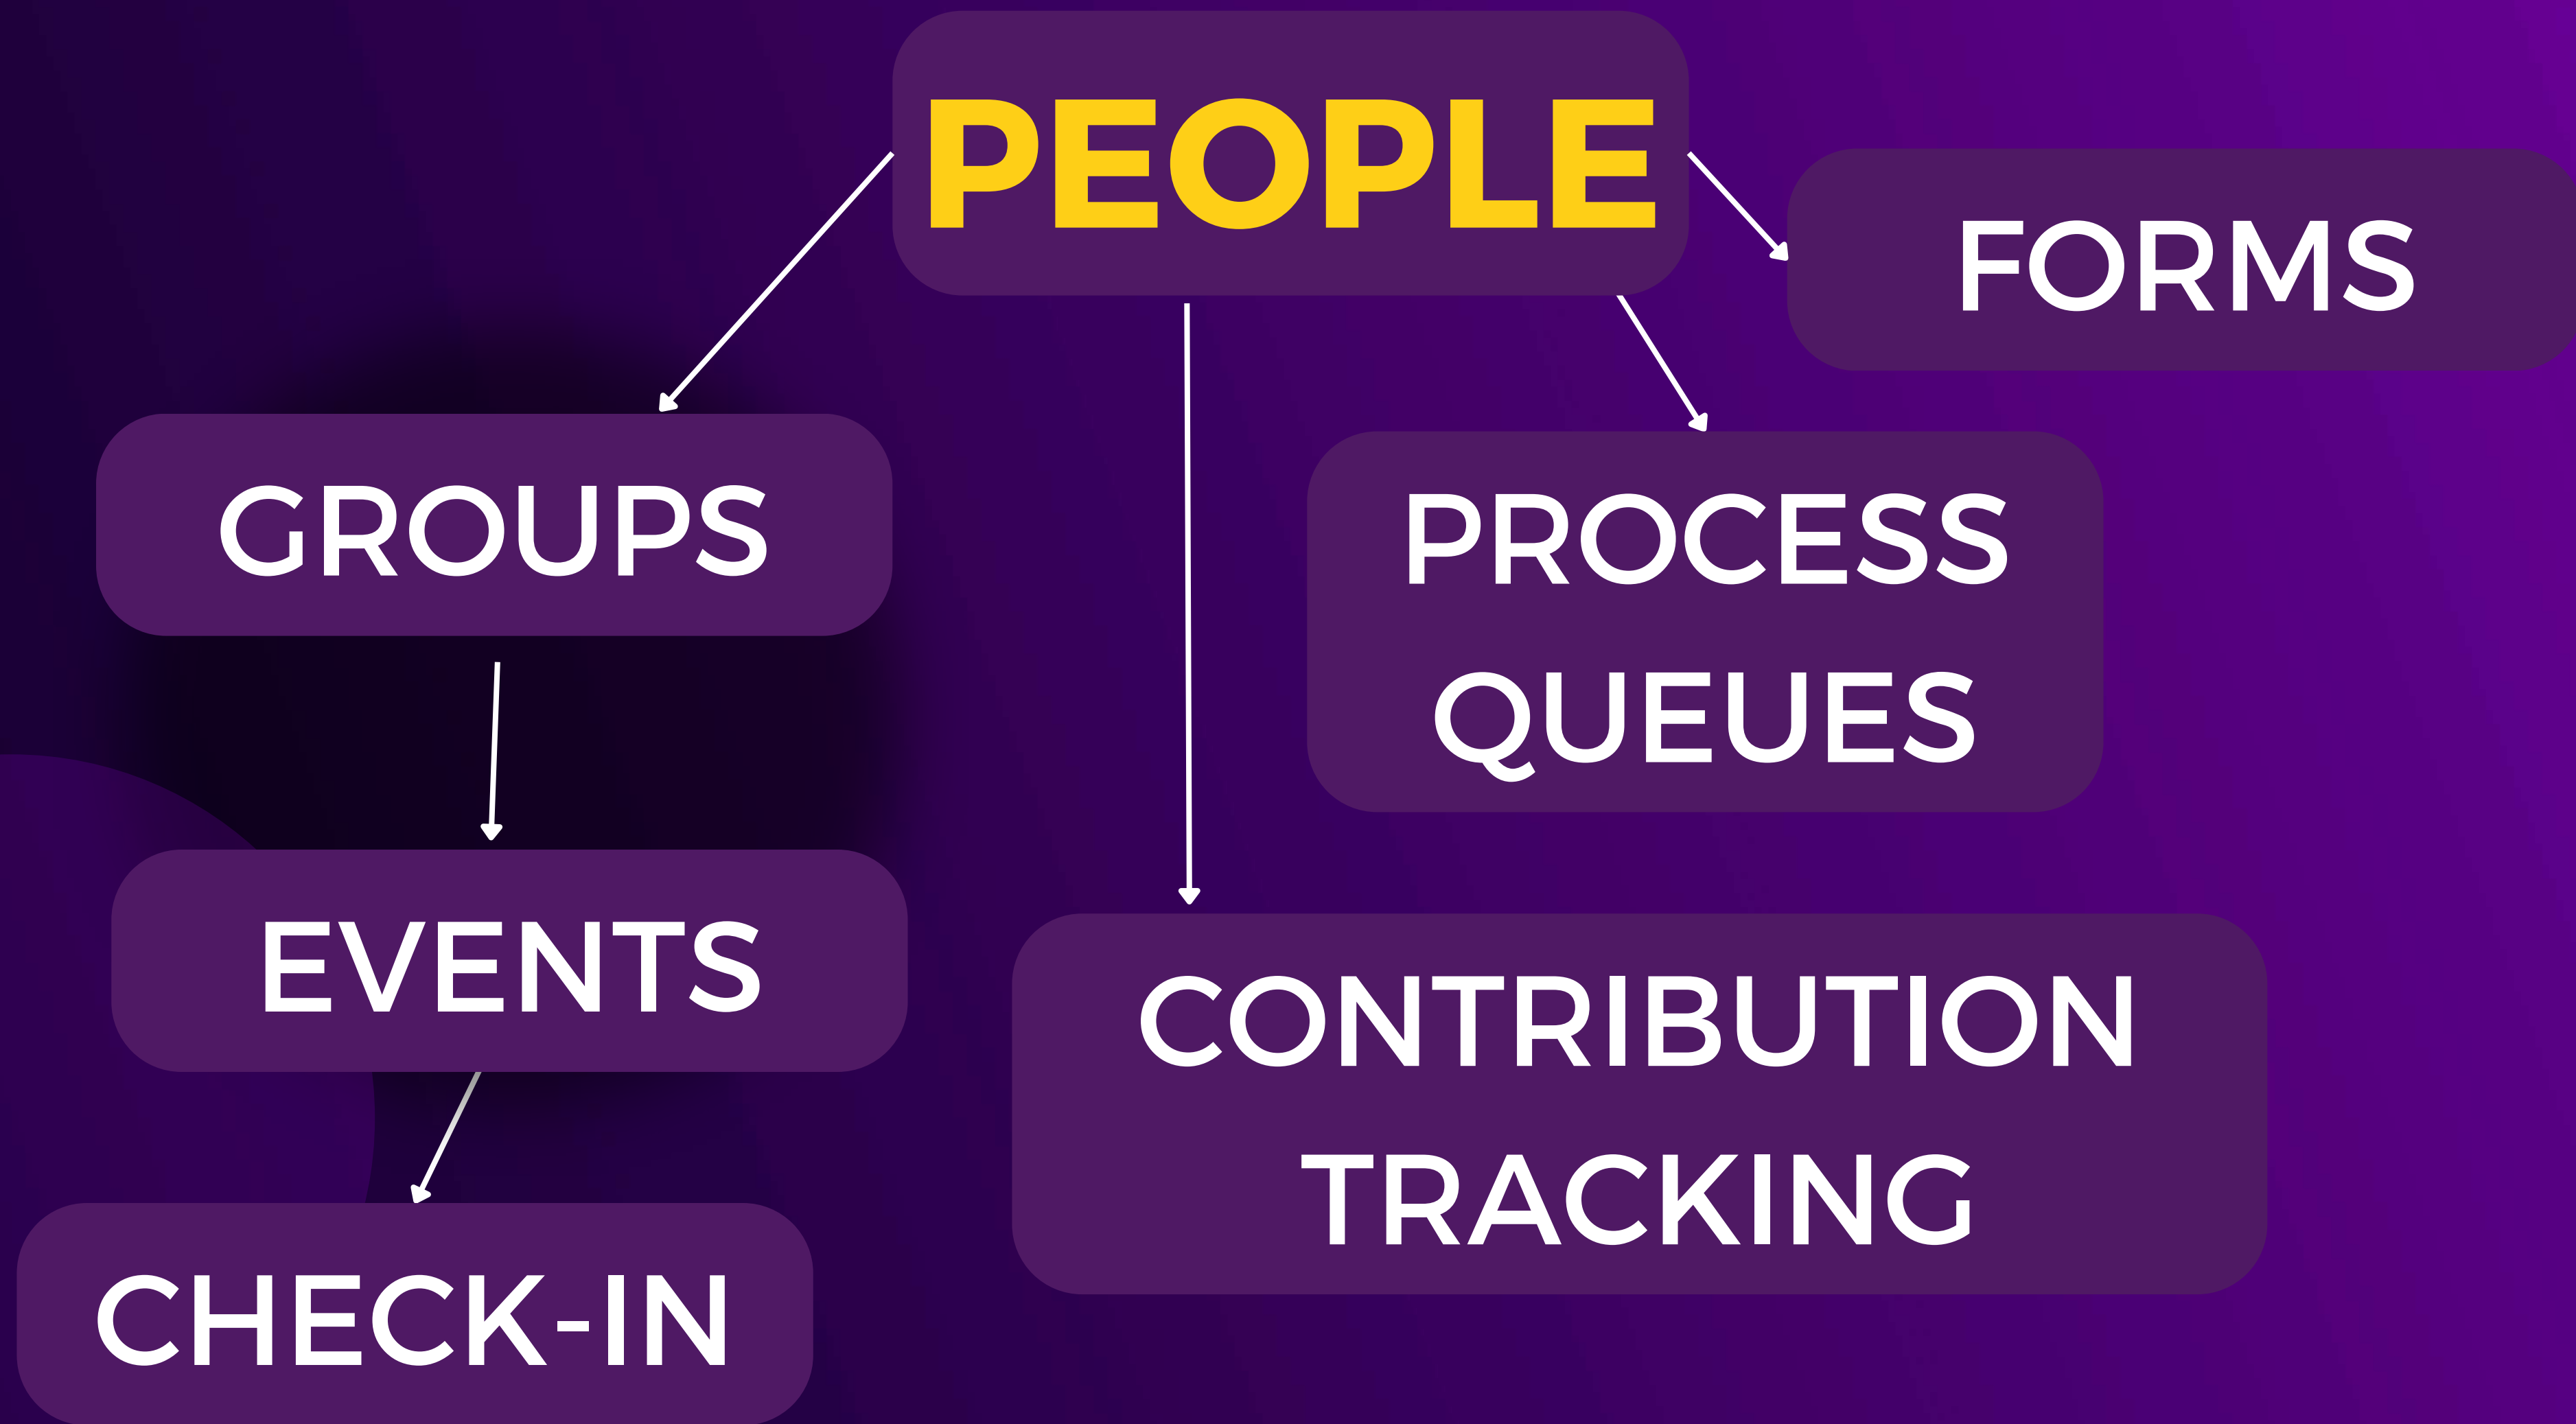 PEOPLE
FORMS
GROUPS
PROCESS
QUEUES
EVENTS
CONTRIBUTION
TRACKING
CHECK-IN